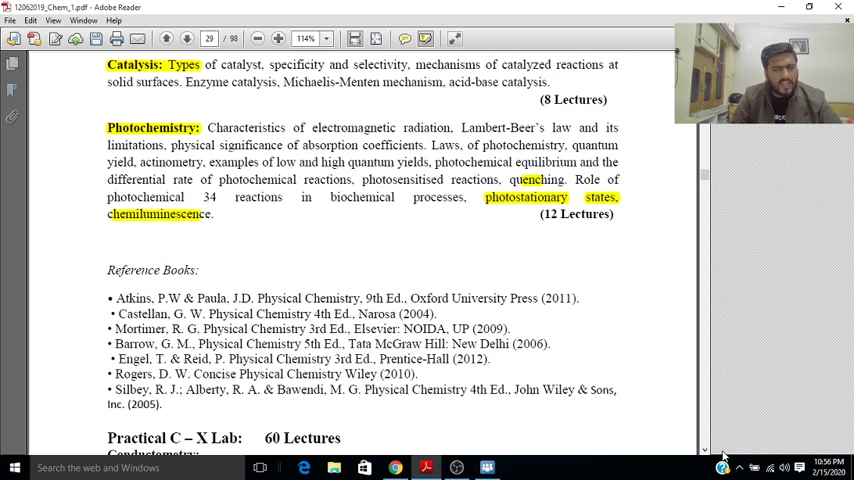 12062019_Chem_1.pdf - Adobe Reader
File Edit View Window Help
29 / 98 114%
Catalysis: Types of catalyst, specificity and selectivity, mechanisms of catalyzed reactions at
solid surfaces. Enzyme catalysis, Michaelis-Menten mechanism, acid-base catalysis.
(8 Lectures)
Photochemistry: Characteristics of electromagnetic radiation, Lambert-Beer's law and its
limitations, physical significance of absorption coefficients. Laws, of photochemistry, quantum
yield, actinometry, examples of low and high quantum yields, photochemical equilibrium and the
differential rate of photochemical reactions, photosensitised reactions, quenching. Role of
photochemical 34 reactions in biochemical processes, photostationary states,
chemiluminescence. (12 Lectures)
Reference Books:
• Atkins, P.W & Paula, J.D. Physical Chemistry, 9th Ed., Oxford University Press (2011).
• Castellan, G. W. Physical Chemistry 4th Ed., Narosa (2004).
• Mortimer, R. G. Physical Chemistry 3rd Ed., Elsevier: NOIDA, UP (2009).
• Barrow, G. M., Physical Chemistry 5th Ed., Tata McGraw Hill: New Delhi (2006).
• Engel, T. & Reid, P. Physical Chemistry 3rd Ed., Prentice-Hall (2012).
• Rogers, D. W. Concise Physical Chemistry Wiley (2010).
• Silbey, R. J.; Alberty, R. A. & Bawendi, M. G. Physical Chemistry 4th Ed., John Wiley & Sons,
Inc. (2005).
Practical C – X Lab: 60 Lectures
Conductometry:
Search the web and Windows
10:56 PM
2/15/2020